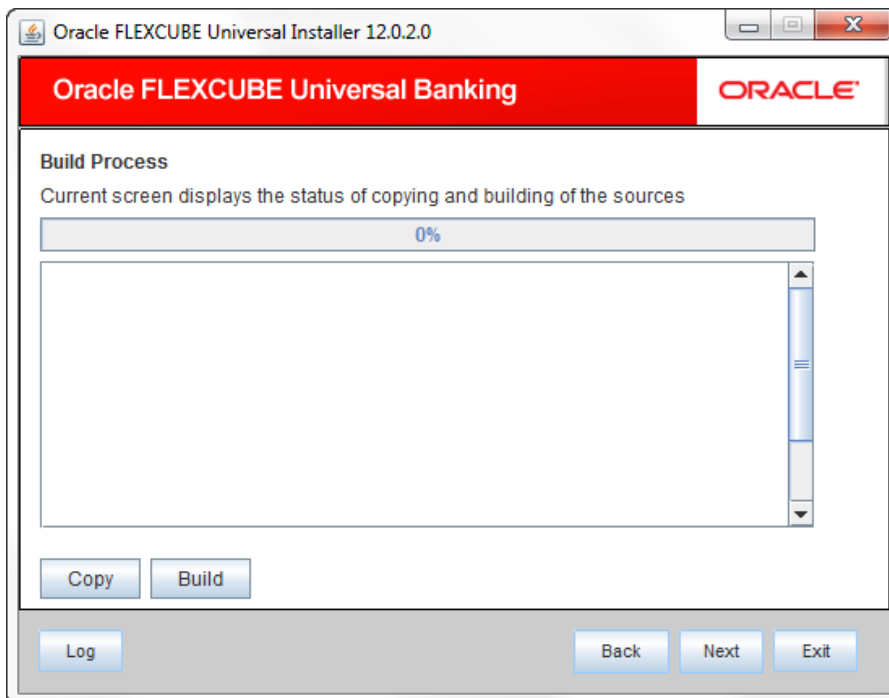 Oracle FLEXCUBE Universal Installer 12.0.2.0
Oracle FLEXCUBE Universal Banking
ORACLE®
Build Process
Current screen displays the status of copying and building of the sources
0%
Copy Build
Log Back Next Exit